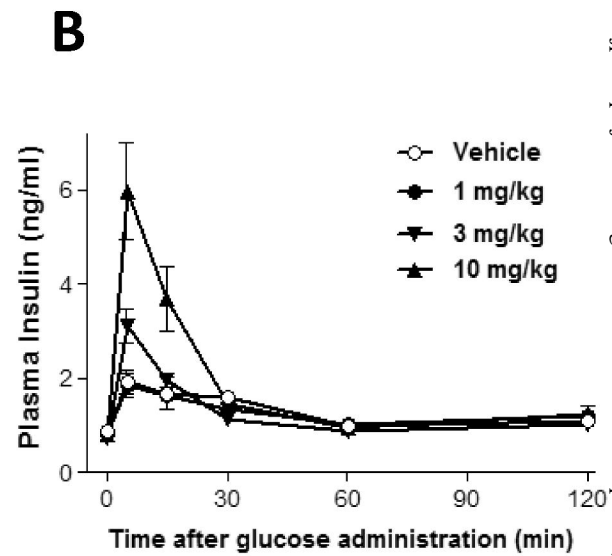 B
Vehicle
1 mg/kg
3 mg/kg
10 mg/kg
Plasma Insulin (ng/ml)
6
4
2
0
0 30 60 90 120
Time after glucose administration (min)